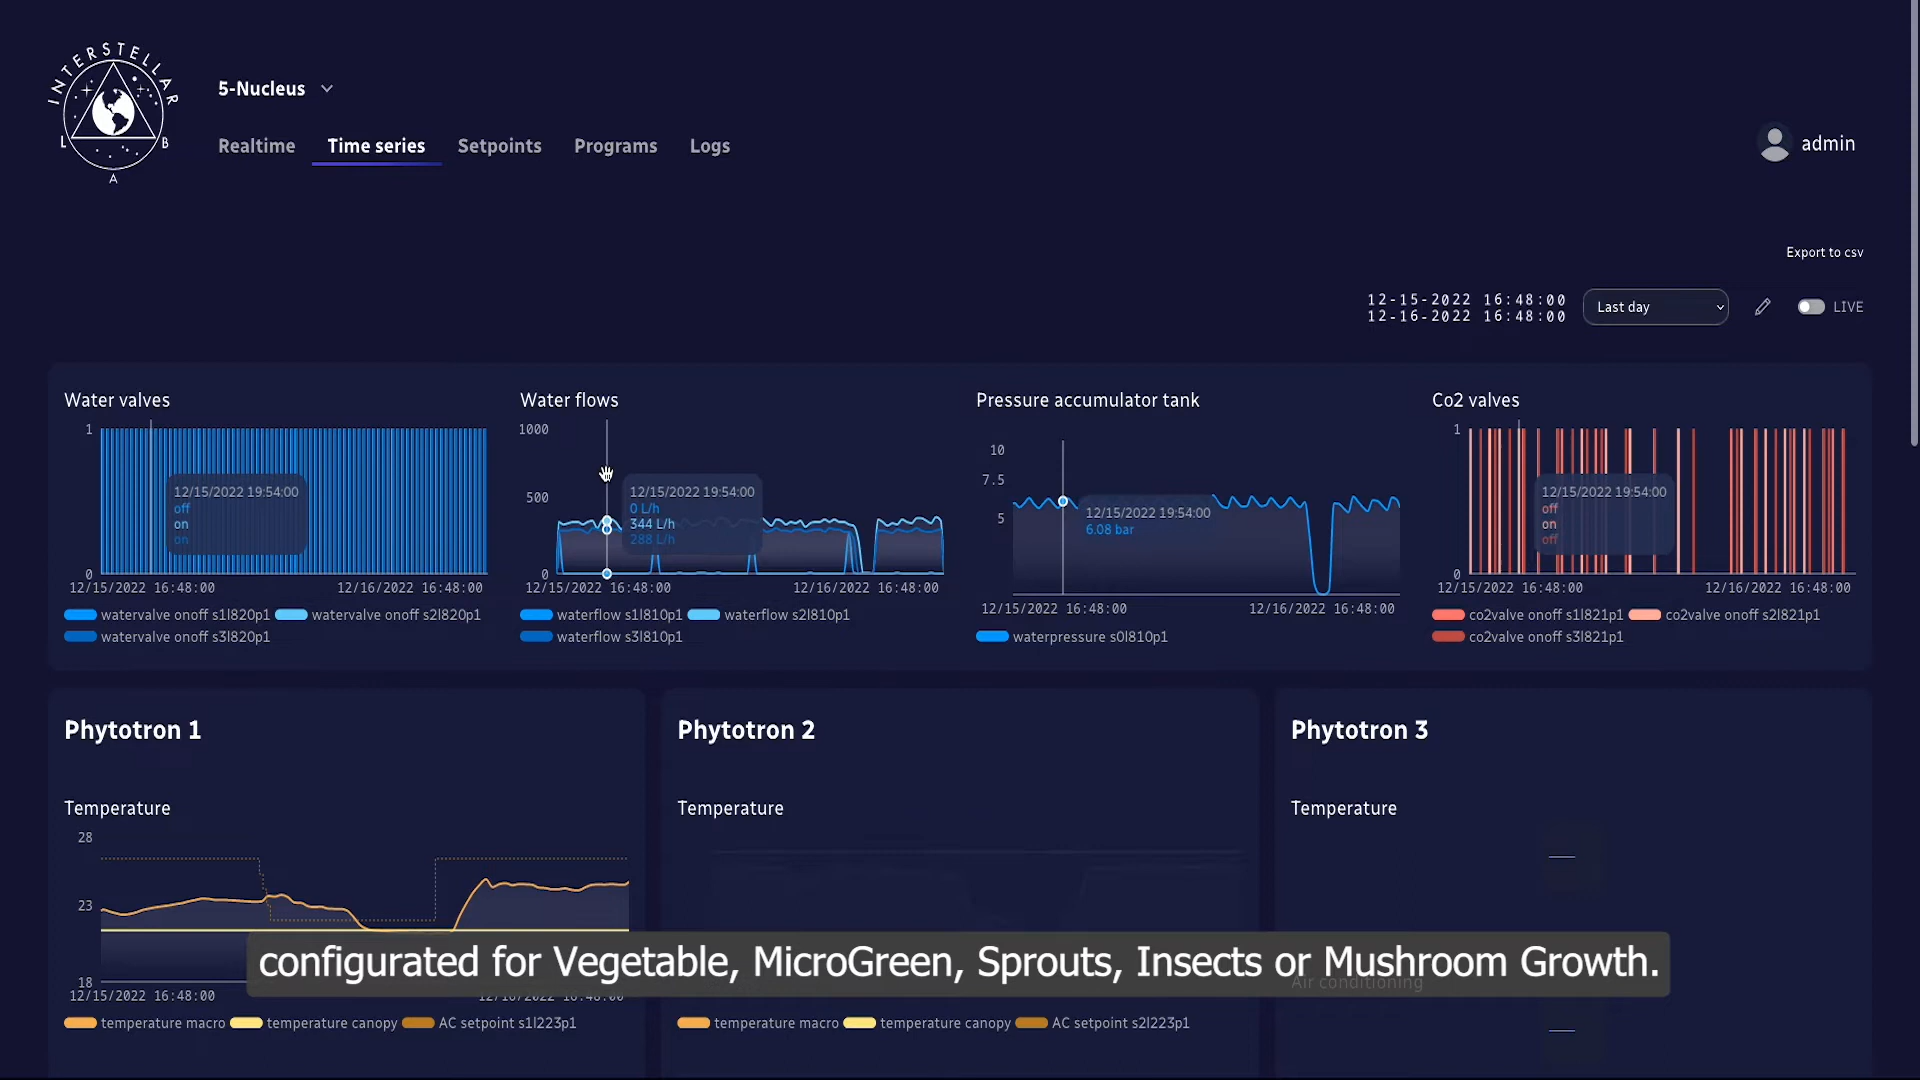 INTERSTELLAR
L A B
5-Nucleus
Realtime Time series Setpoints Programs Logs
admin
Export to csv
12-15-2022 16:48:00
12-16-2022 16:48:00
Last day
LIVE
Water valves
1
12/15/2022 19:54:00
off
on
on
0
12/15/2022 16:48:00 12/16/2022 16:48:00
watervalve onoff s1l820p1 watervalve onoff s2l820p1
watervalve onoff s3l820p1
Water flows
1000
500
12/15/2022 19:54:00
0 L/h
344 L/h
288 L/h
0
12/15/2022 16:48:00 12/16/2022 16:48:00
waterflow s1l810p1 waterflow s2l810p1
waterflow s3l810p1
Pressure accumulator tank
10
7.5
5
12/15/2022 19:54:00
6.08 bar
12/15/2022 16:48:00 12/16/2022 16:48:00
waterpressure s0l810p1
Co2 valves
1
12/15/2022 19:54:00
off
on
off
0
12/15/2022 16:48:00 12/16/2022 16:48:00
co2valve onoff s1l821p1 co2valve onoff s2l821p1
co2valve onoff s3l821p1
Phytotron 1
Temperature
28
23
18
12/15/2022 16:48:00 12/16/2022 16:48:00
temperature macro temperature canopy AC setpoint s1l223p1
Phytotron 2
Temperature
temperature macro temperature canopy AC setpoint s2l223p1
Phytotron 3
Temperature
Air conditioning
configurated for Vegetable, MicroGreen, Sprouts, Insects or Mushroom Growth.